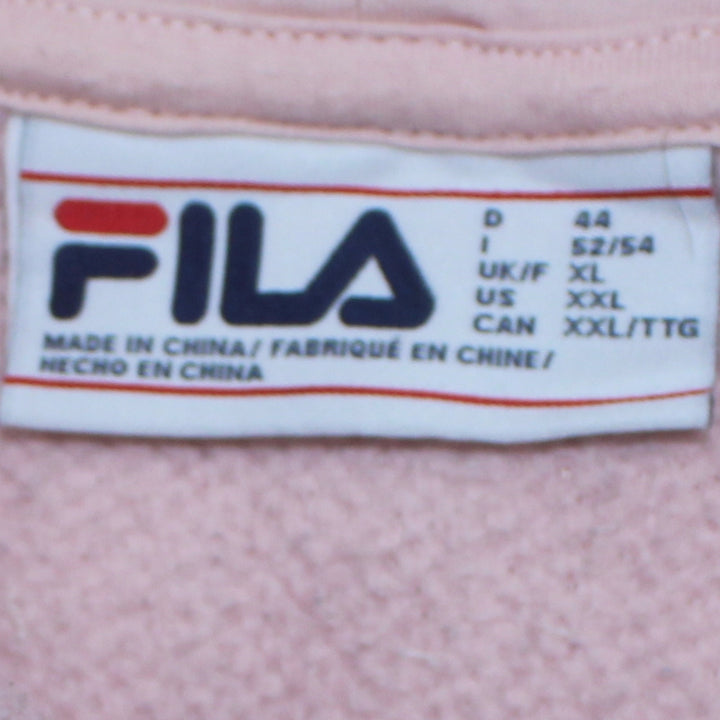 FILA
D 44
I 52/54
UK/F XL
US XXL
CAN XXL/TTG
MADE IN CHINA/ FABRIQUÉ EN CHINE/
HECHO EN CHINA